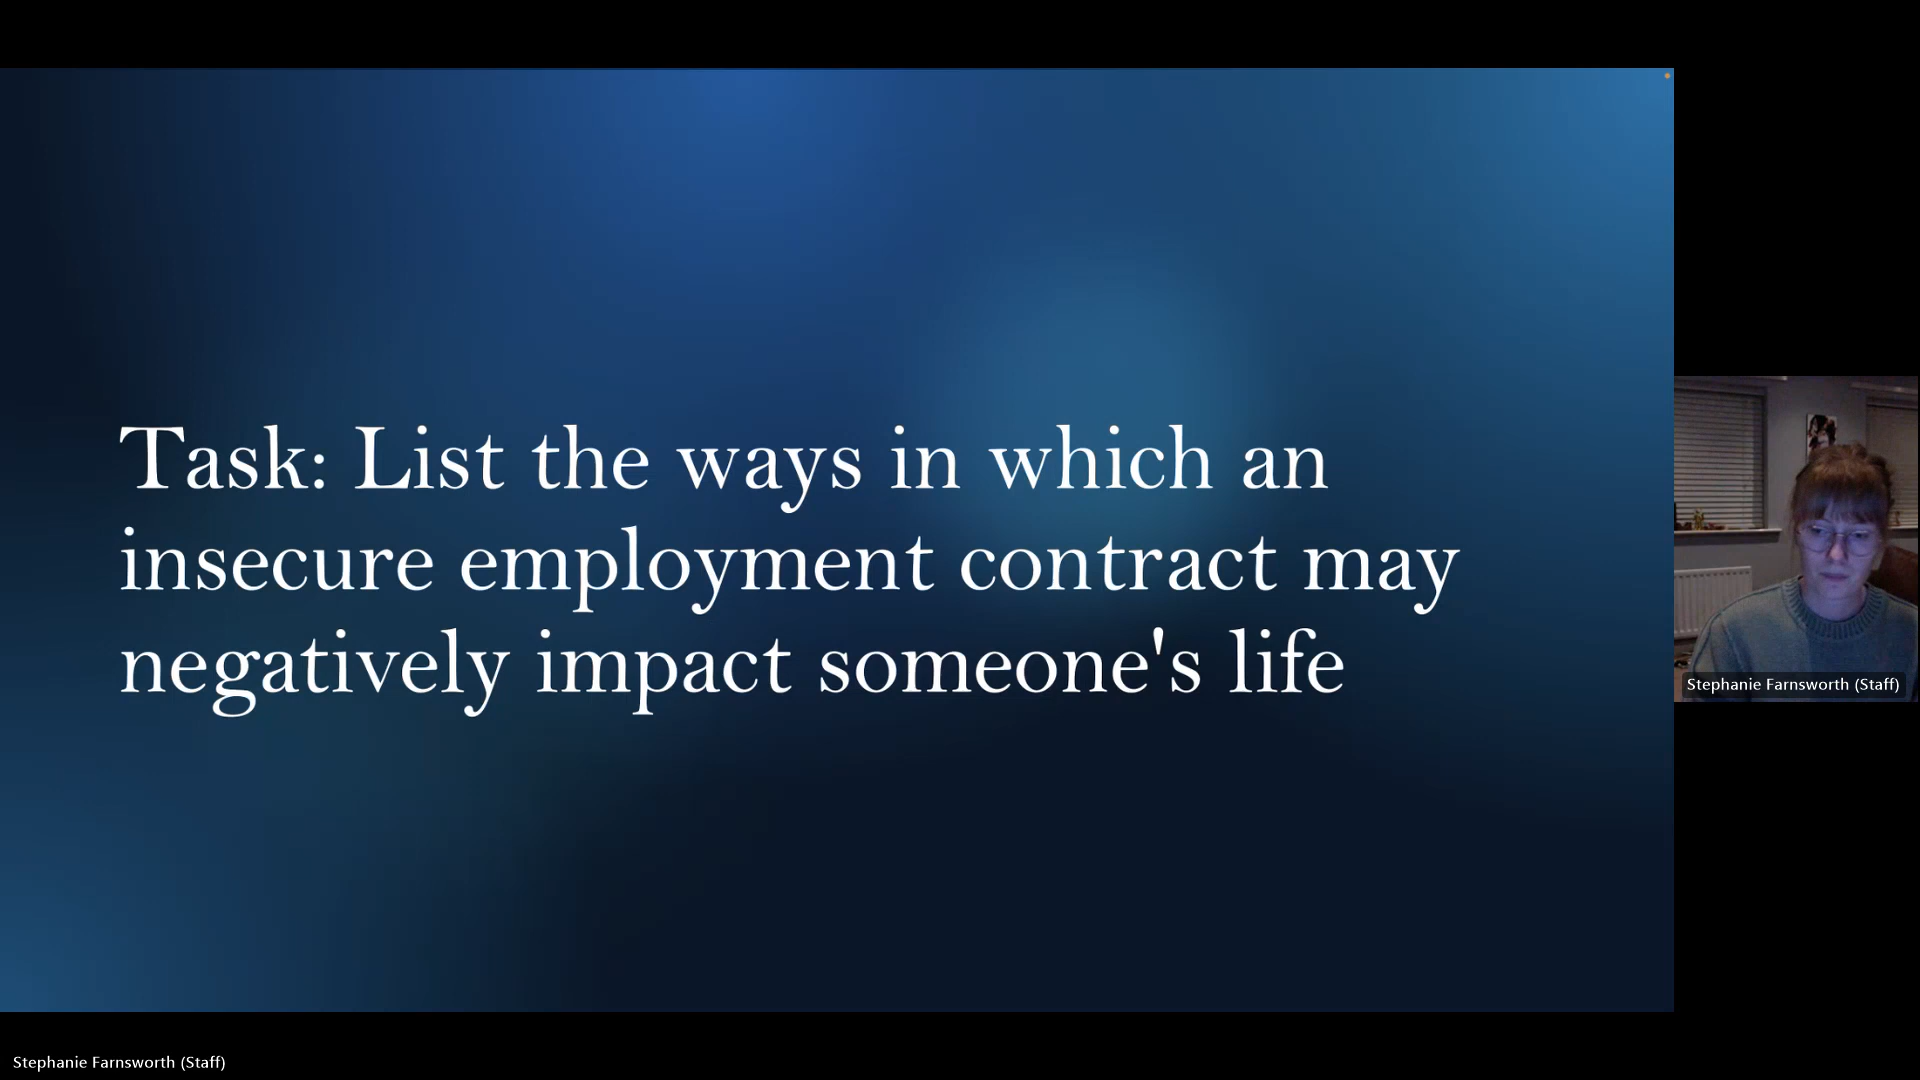 Task: List the ways in which an
insecure employment contract may
negatively impact someone's life
Stephanie Farnsworth (Staff)
Stephanie Farnsworth (Staff)